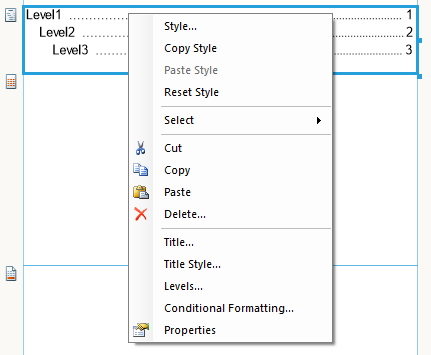 Level1 1
Level2 2
Level3 3
Style...
Copy Style
Paste Style
Reset Style
Select
Cut
Copy
Paste
Delete...
Title...
Title Style...
Levels...
Conditional Formatting...
Properties